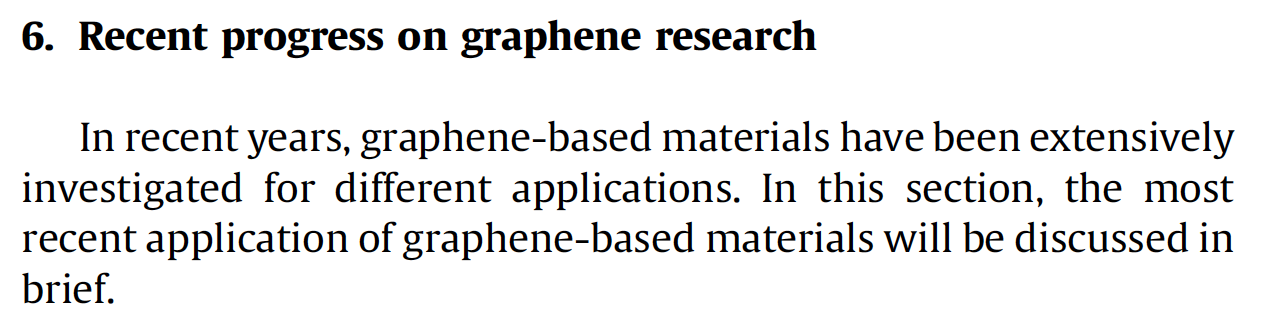 6. Recent progress on graphene research
In recent years, graphene-based materials have been extensively
investigated for different applications. In this section, the most
recent application of graphene-based materials will be discussed in
brief.